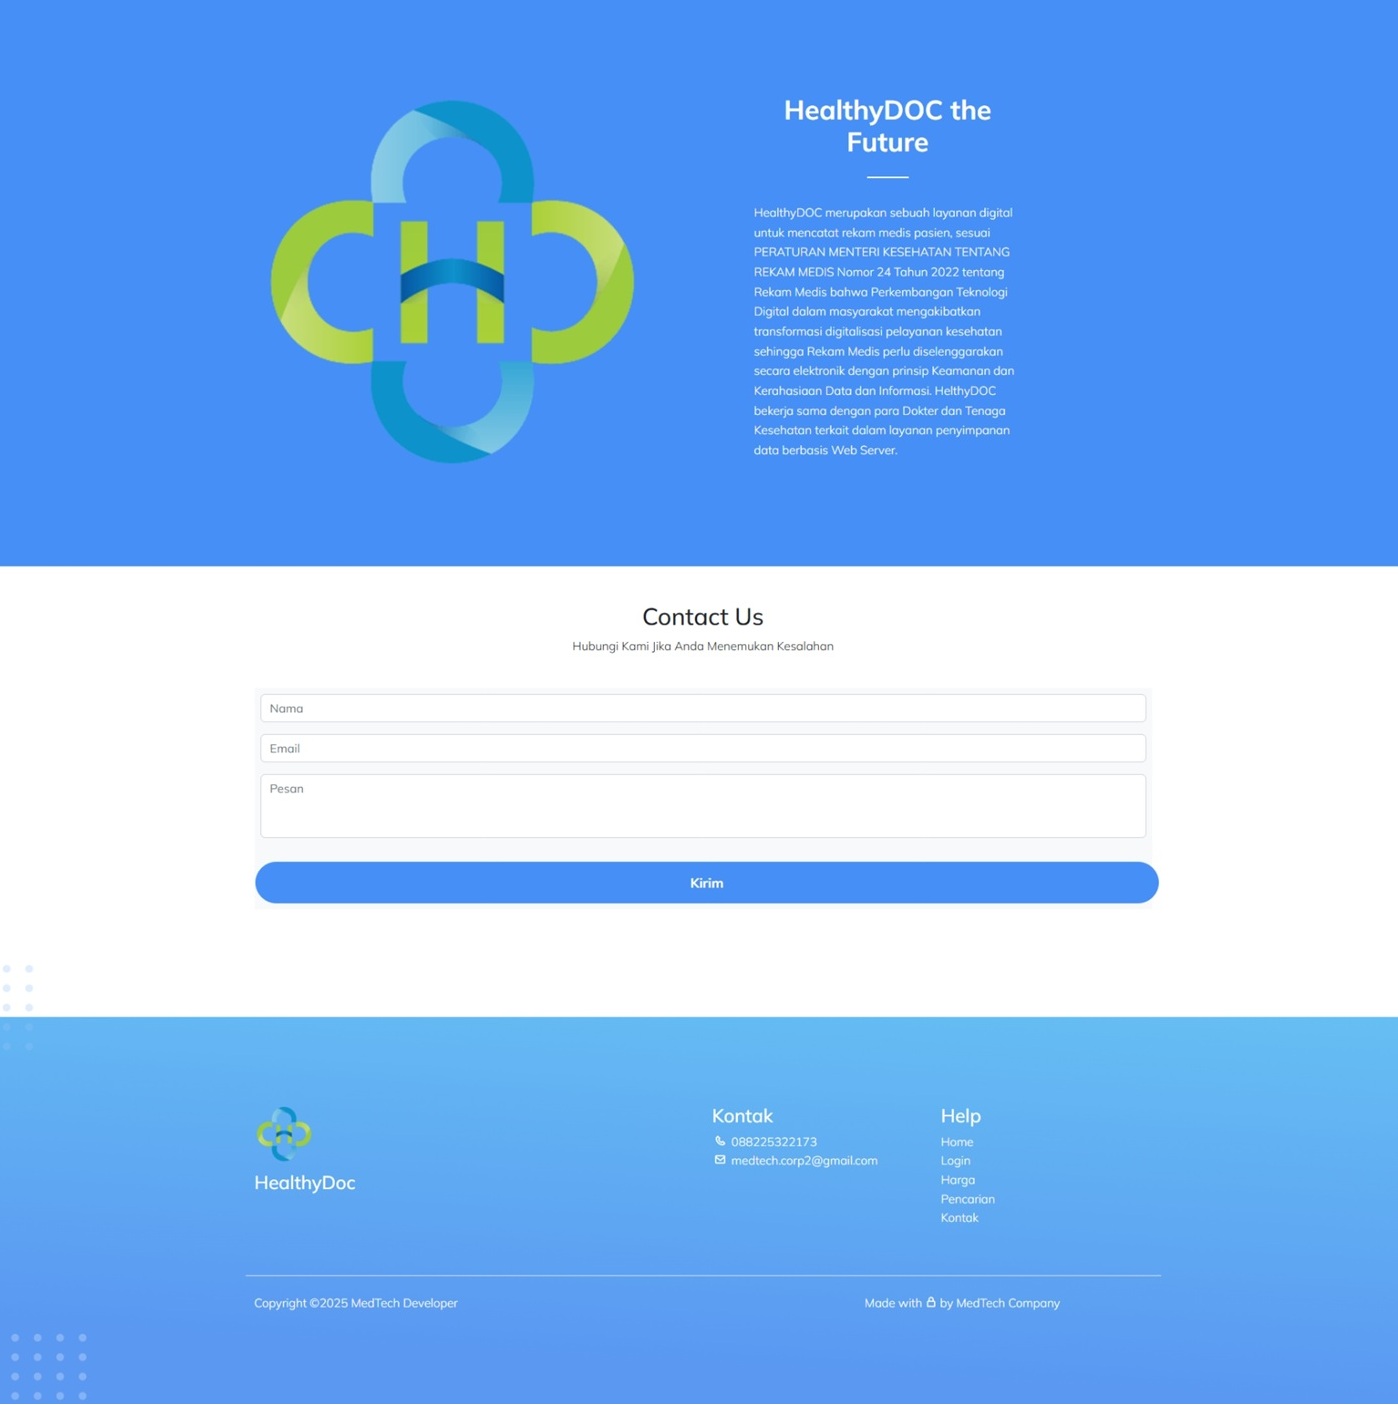 HealthyDOC the
Future
H
HealthyDOC merupakan sebuah layanan digital
untuk mencatat rekam medis pasien, sesuai
PERATURAN MENTERI KESEHATAN TENTANG
REKAM MEDIS Nomor 24 Tahun 2022 tentang
Rekam Medis bahwa Perkembangan Teknologi
Digital dalam masyarakat mengakibatkan
transformasi digitalisasi pelayanan kesehatan
sehingga Rekam Medis perlu diselenggarakan
secara elektronik dengan prinsip Keamanan dan
Kerahasiaan Data dan Informasi. HelthyDOC
bekerja sama dengan para Dokter dan Tenaga
Kesehatan terkait dalam layanan penyimpanan
data berbasis Web Server.
Contact Us
Hubungi Kami Jika Anda Menemukan Kesalahan
Nama
Email
Pesan
Kirim
H
HealthyDoc
Kontak
088225322173
medtech.corp2@gmail.com
Help
Home
Login
Harga
Pencarian
Kontak
Copyright ©2025 MedTech Developer
Made with by MedTech Company